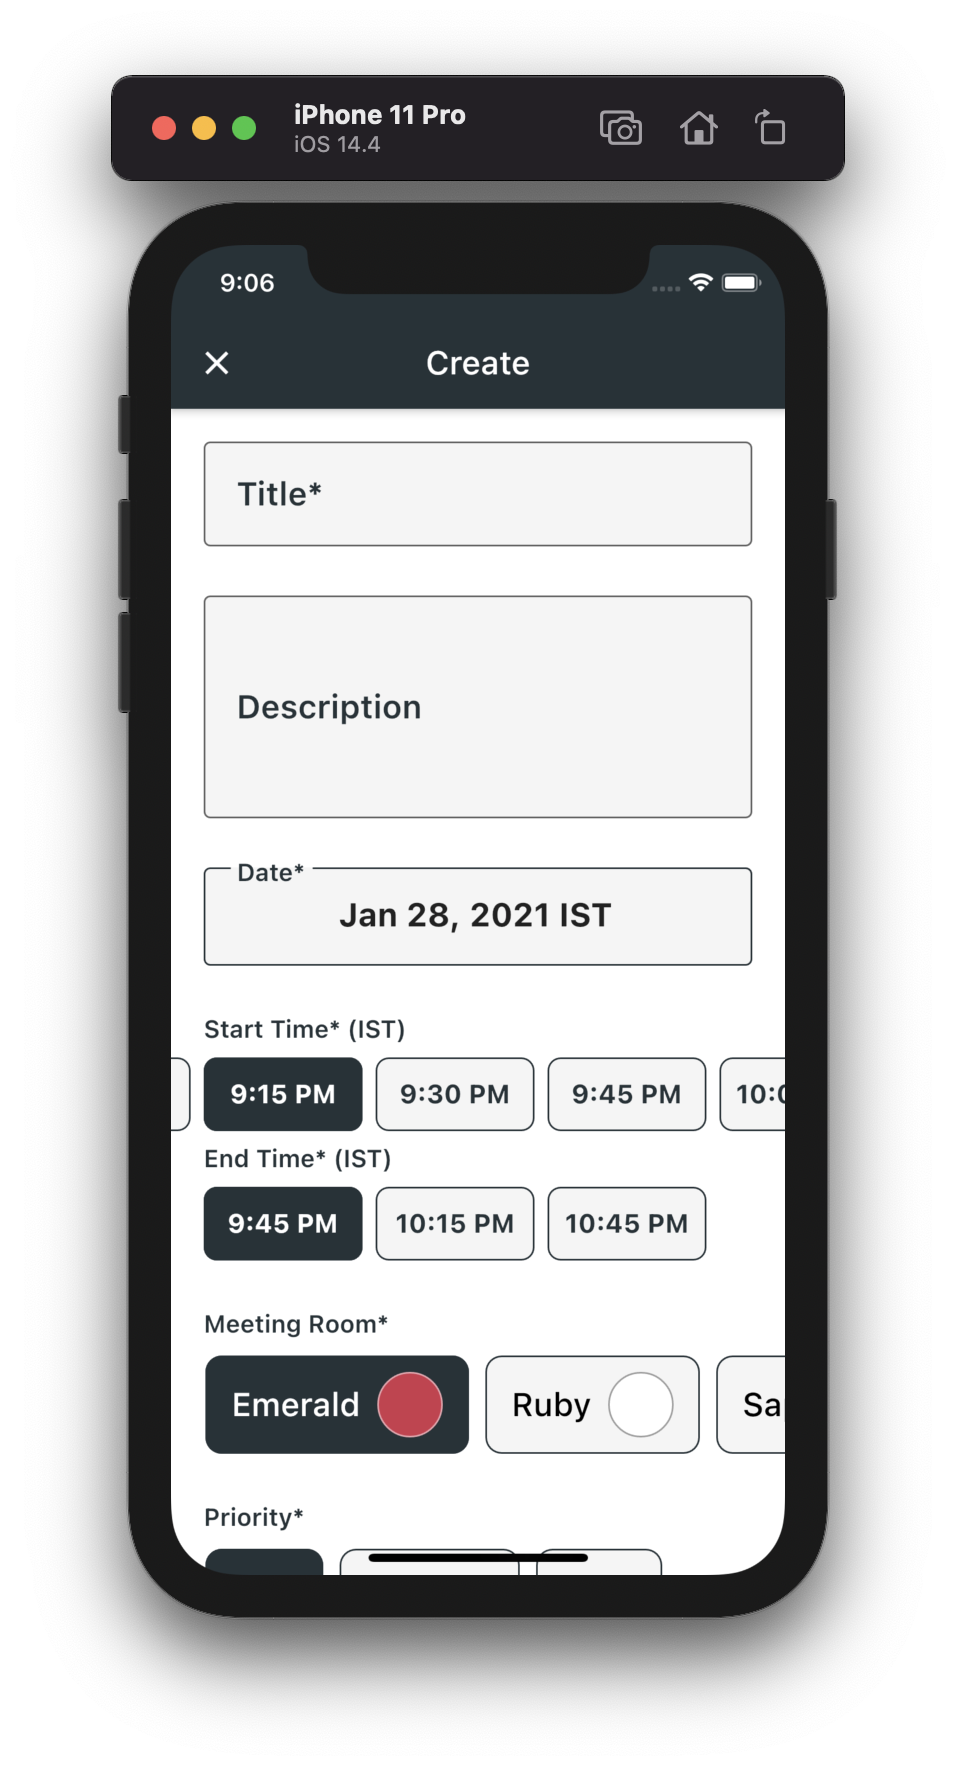 iPhone 11 Pro
iOS 14.4
9:06
Create
Title*
Description
Date*
Jan 28, 2021 IST
Start Time* (IST)
9:15 PM 9:30 PM 9:45 PM 10:0
End Time* (IST)
9:45 PM 10:15 PM 10:45 PM
Meeting Room*
Emerald Ruby Sa
Priority*